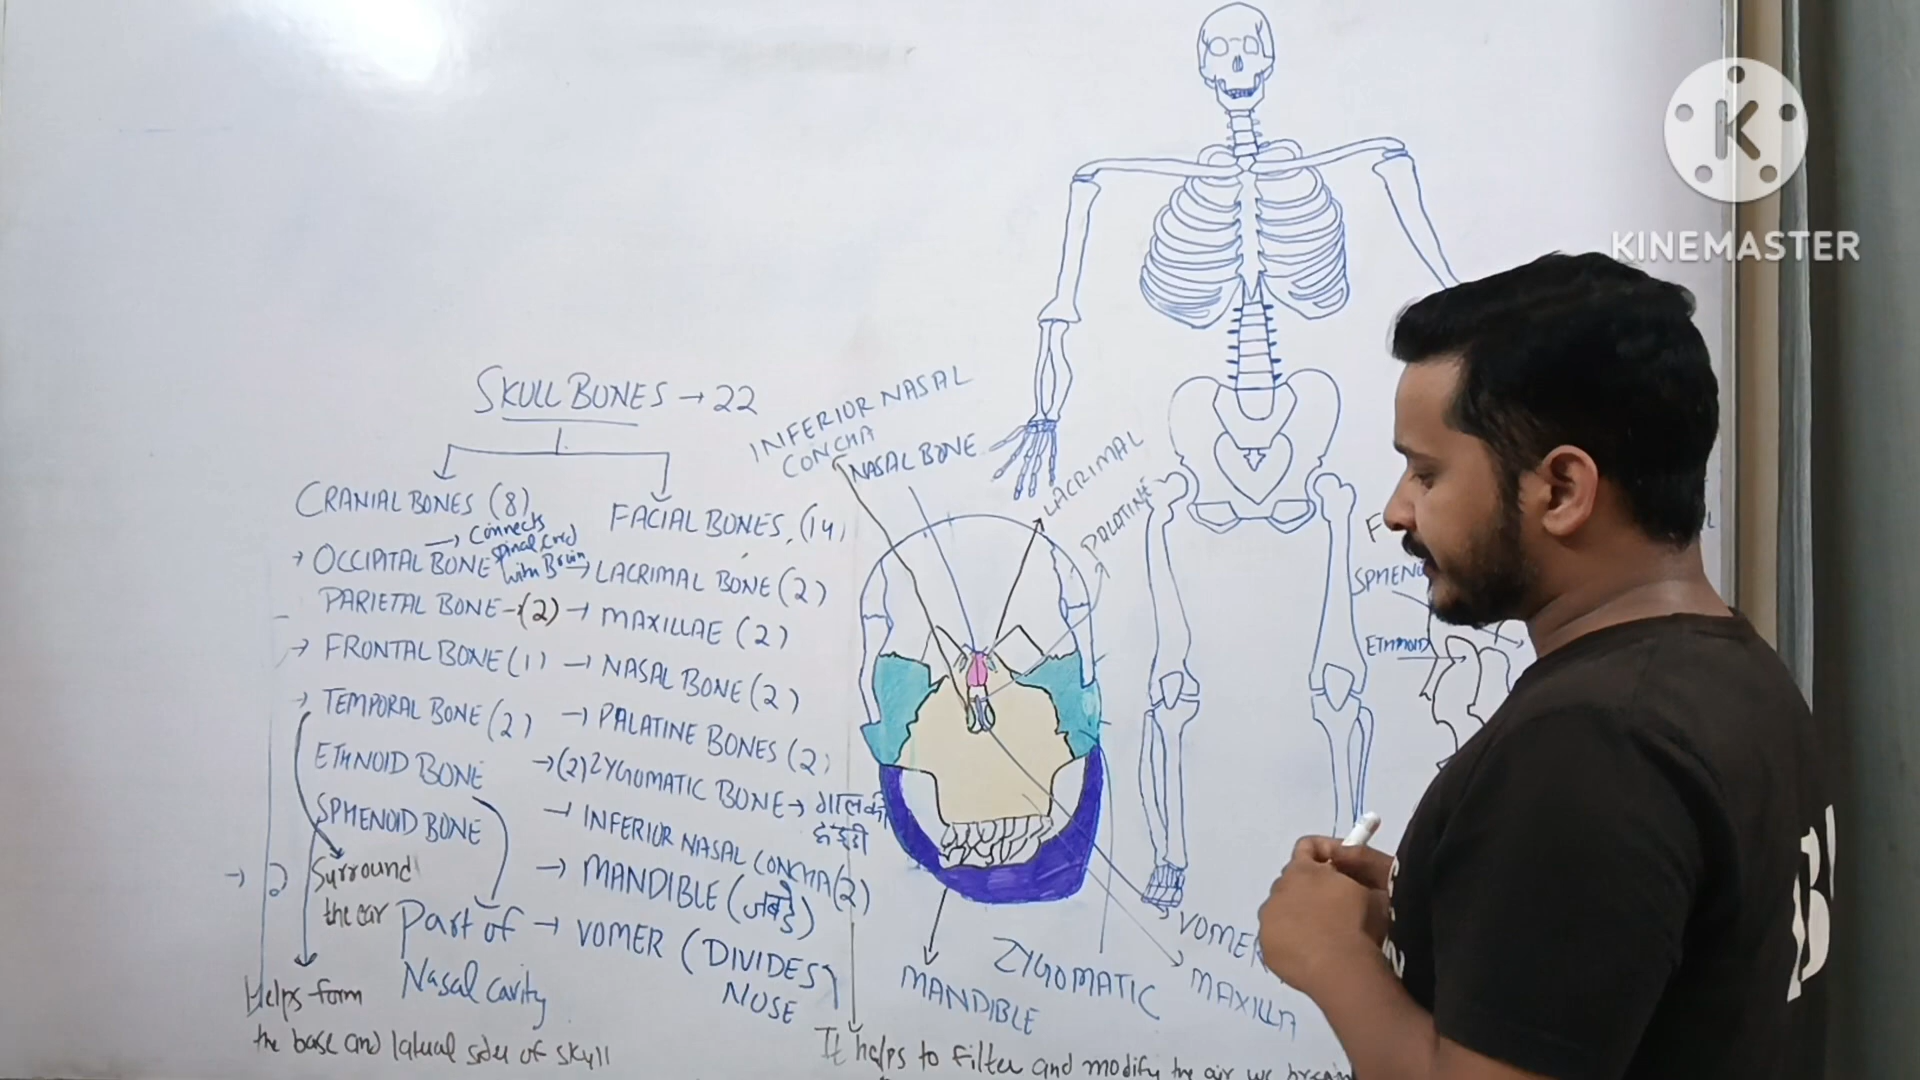 KINEMASTER
SKULL BONES → 22
CRANIAL BONES (8)
→ OCCIPITAL BONE → Connects
Spinal Cord
with Brain
PARIETAL BONE - (2)
→ FRONTAL BONE (1)
→ TEMPORAL BONE (2)
ETHNOID BONE
SPHENOID BONE
Surround
the ear
Part of
Nasal cavity
Helps form
the base and
sides of skull
FACIAL BONES (14)
→ LACRIMAL BONE (2)
→ MAXILLAE (2)
→ NASAL BONE (2)
→ PALATINE BONES (2)
→ (2) ZYGOMATIC BONE → गाल की
हड्डी
→ INFERIOR NASAL CONCHA (2)
→ MANDIBLE (जबड़े)
→ VOMER (DIVIDES
NOSE
It helps to filter and modify the air we
INFERIOR NASAL
CONCHA
NASAL BONE
LACRIMAL
PALATINE
MANDIBLE
ZYGOMATIC
VOMER
MAXILLA
ETHMOID